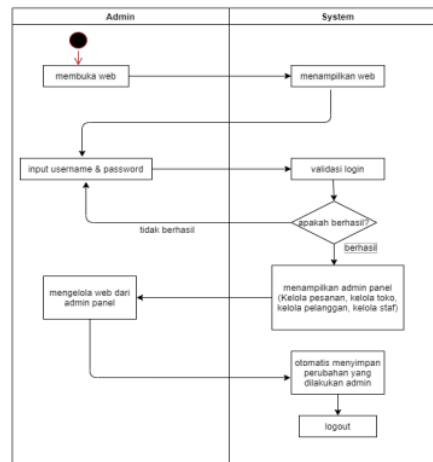 Admin
System
membuka web
menampilkan web
input username & password
validasi login
apakah berhasil?
tidak berhasil
berhasil
menampilkan admin panel
(Kelola pesanan, kelola toko,
kelola pelanggan, kelola staf)
mengelola web dari
admin panel
otomatis menyimpan
perubahan yang
dilakukan admin
logout